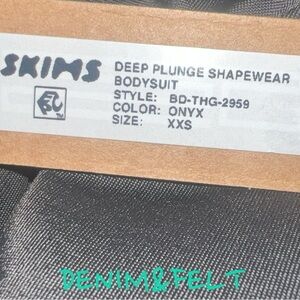 SKIMS
DEEP PLUNGE SHAPEWEAR
BODYSUIT
STYLE: BD-THG-2959
COLOR: ONYX
SIZE: XXS
DENIM&FELT